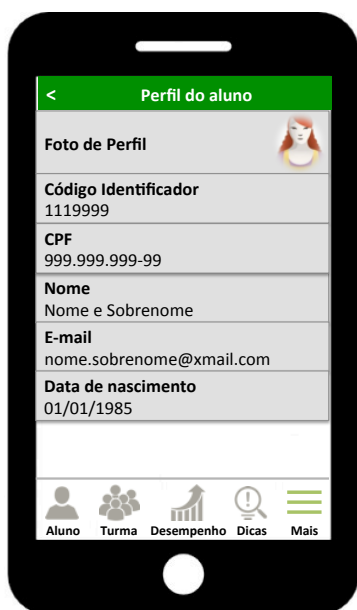 < Perfil do aluno
Foto de Perfil
Código Identificador
1119999
CPF
999.999.999-99
Nome
Nome e Sobrenome
E-mail
nome.sobrenome@xmail.com
Data de nascimento
01/01/1985
Aluno Turma Desempenho Dicas Mais